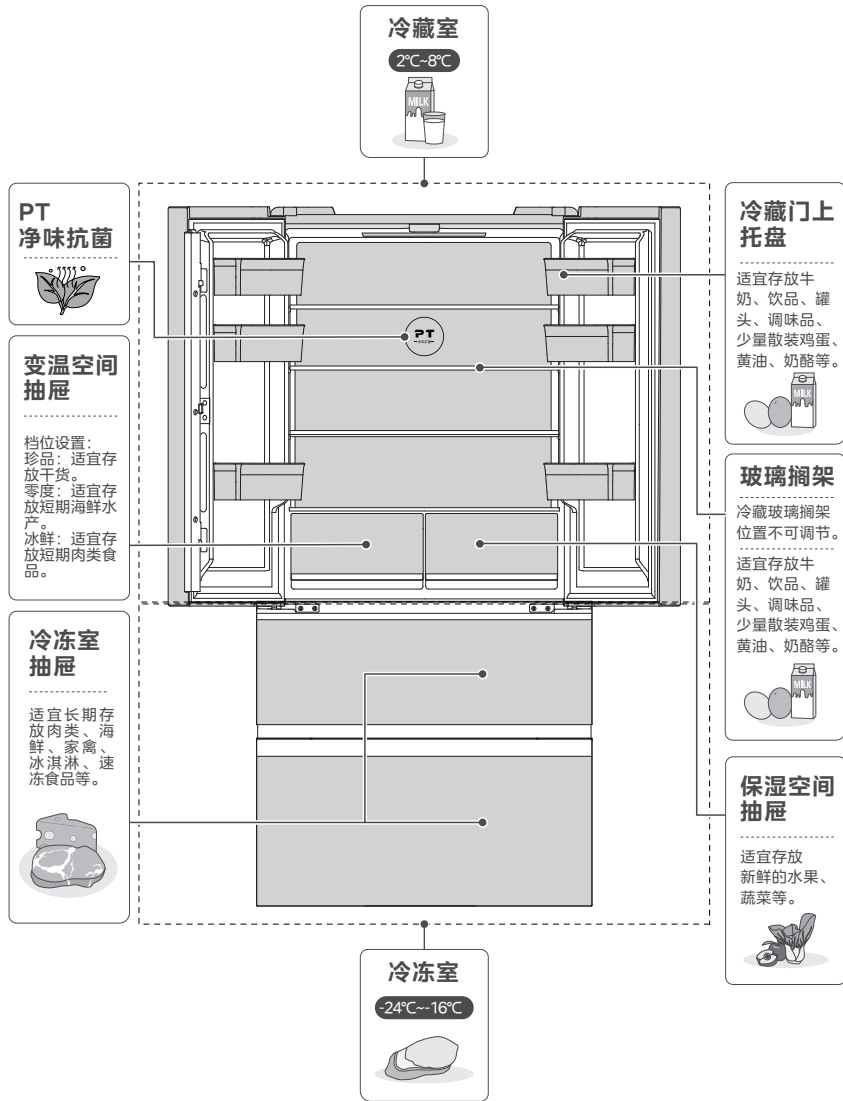 冷藏室
2℃~8℃
MILK
PT
净味抗菌
变温空间
抽屉
档位设置:
珍品:适宜存
放干货。
零度:适宜存
放短期海鲜水
产。
冰鲜:适宜存
放短期肉类食
品。
冷冻室
抽屉
适宜长期存
放肉类、海
鲜、家禽、
冰淇淋、速
冻食品等。
PT
净味抗菌
冷藏门上
托盘
适宜存放牛
奶、饮品、罐
头、调味品、
少量散装鸡蛋、
黄油、奶酪等。
MILK
玻璃搁架
冷藏玻璃搁架
位置不可调节。
适宜存放牛
奶、饮品、罐
头、调味品、
少量散装鸡蛋、
黄油、奶酪等。
MILK
保湿空间
抽屉
适宜存放
新鲜的水果、
蔬菜等。
冷冻室
-24℃~-16℃